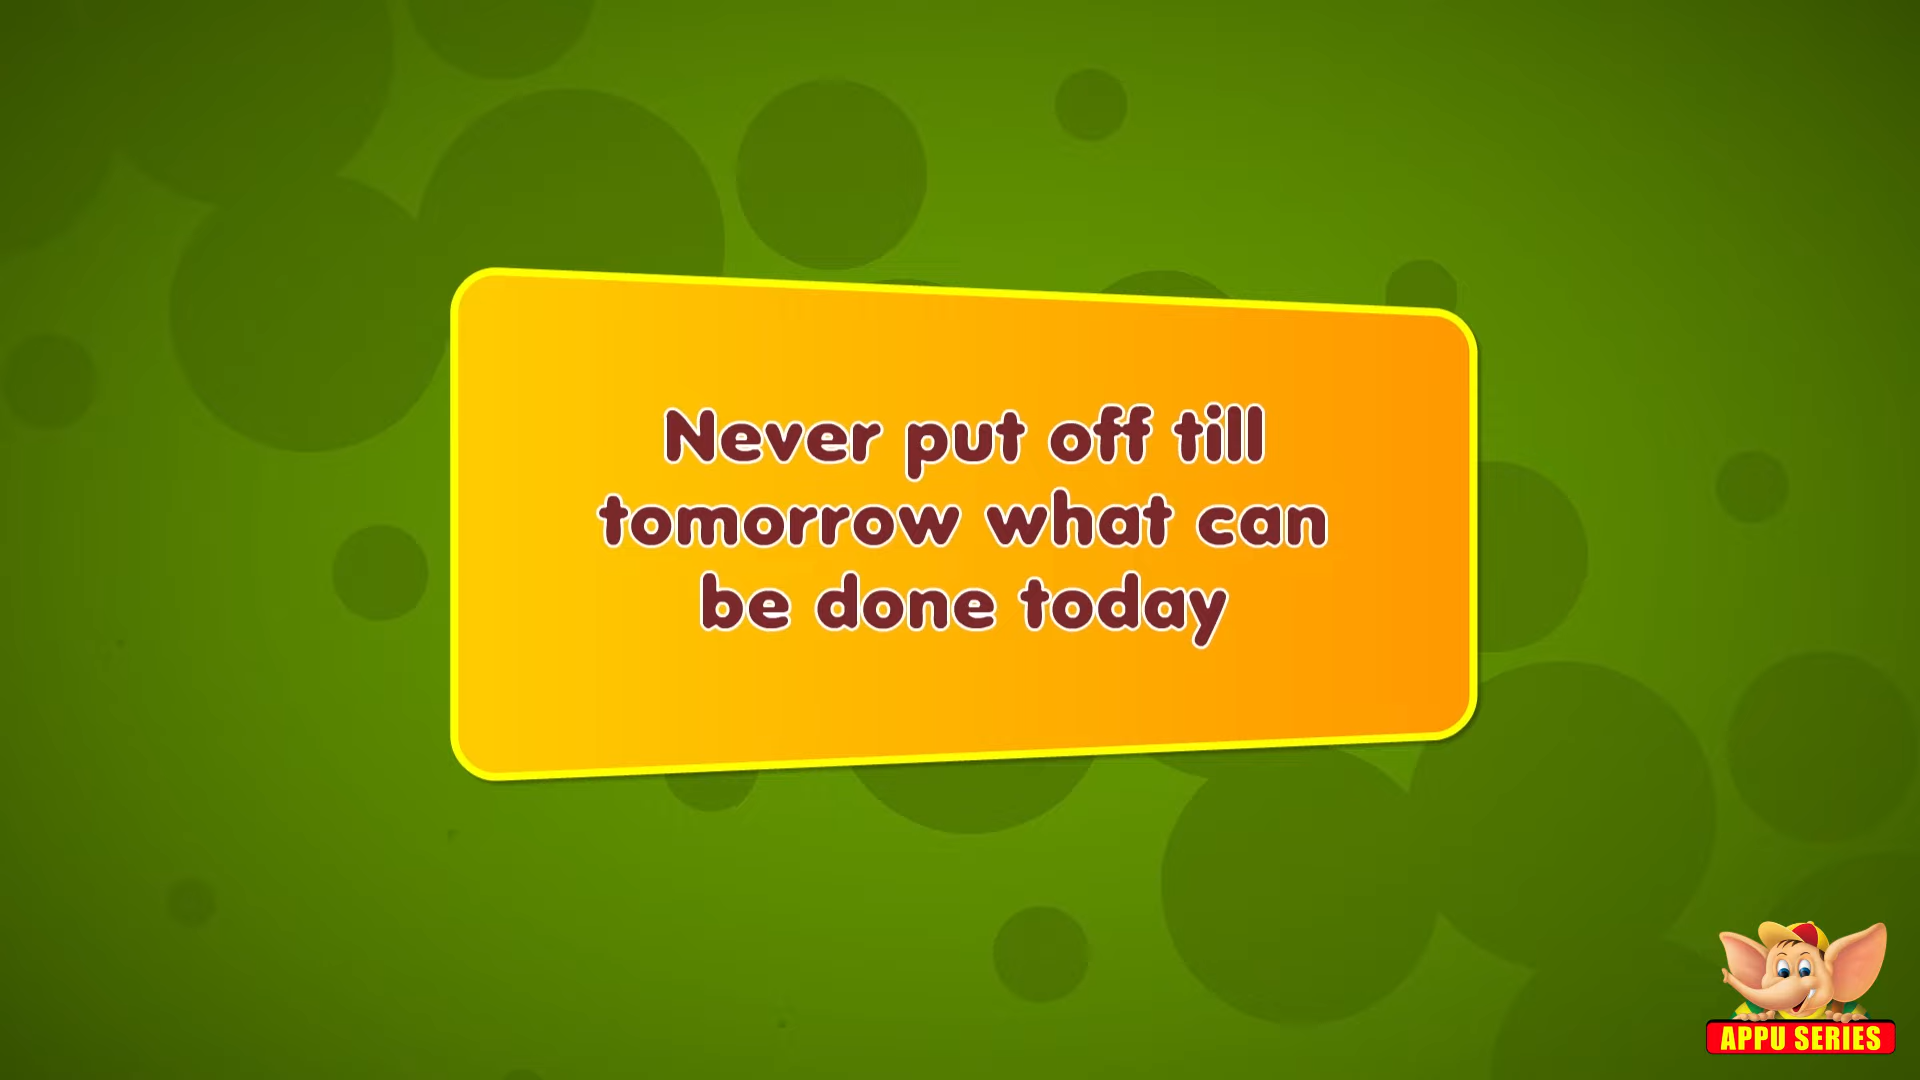 Never put off till
tomorrow what can
be done today
APPU SERIES